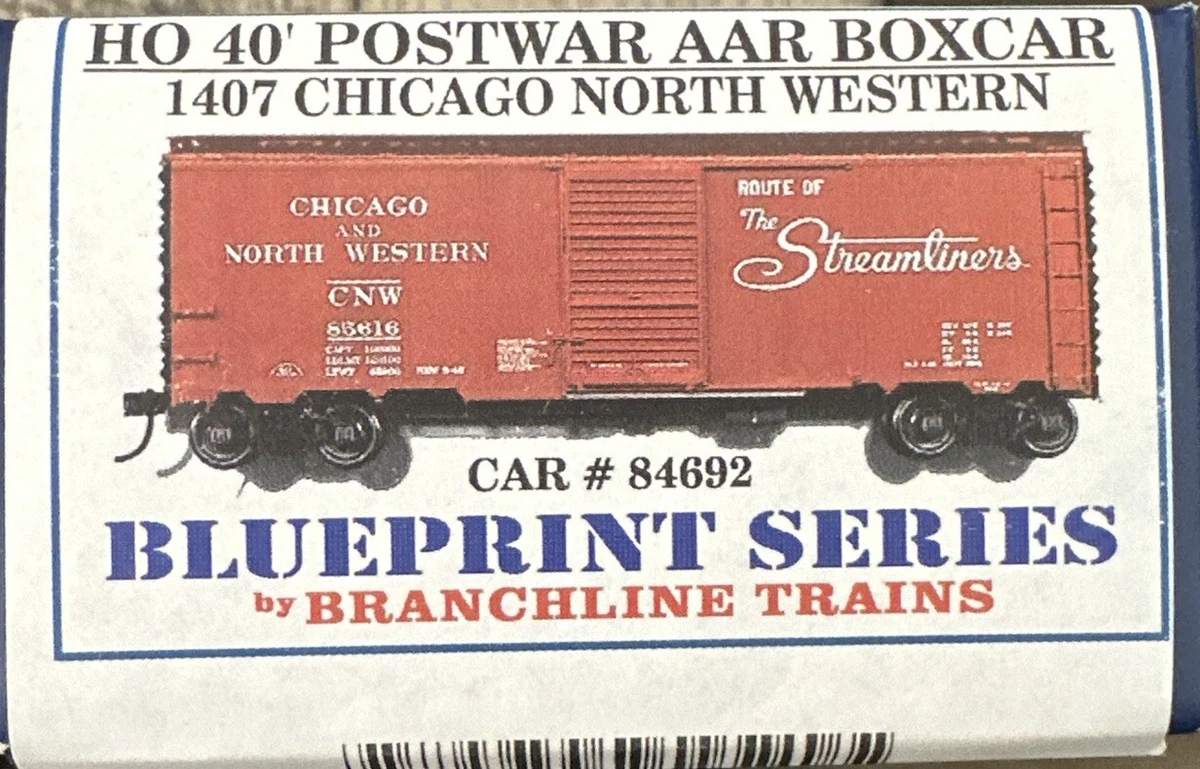 HO 40' POSTWAR AAR BOXCAR
1407 CHICAGO NORTH WESTERN
CHICAGO
AND
NORTH WESTERN
CNW
85616
ROUTE OF
The
Streamliners
CAR # 84692
BLUEPRINT SERIES
by BRANCHLINE TRAINS